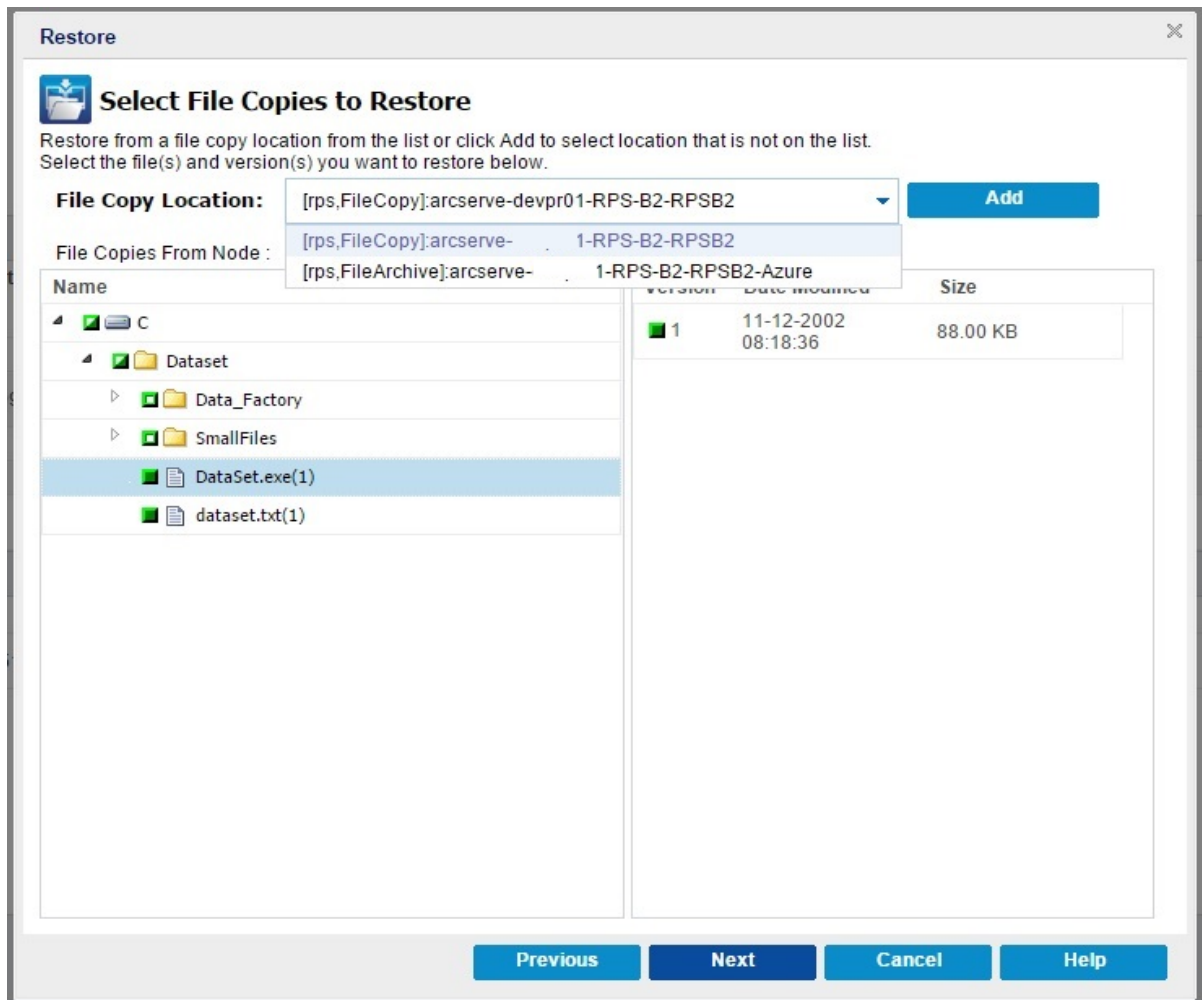 Restore
Select File Copies to Restore
Restore from a file copy location from the list or click Add to select location that is not on the list.
Select the file(s) and version(s) you want to restore below.
File Copy Location: [rps,FileCopy]:arcserve-devpr01-RPS-B2-RPSB2 Add
[rps,FileCopy]:arcserve- . 1-RPS-B2-RPSB2
File Copies From Node :
[rps,FileArchive]:arcserve- . 1-RPS-B2-RPSB2-Azure
Name Version Date Modified Size
C
1 11-12-2002 08:18:36 88.00 KB
Dataset
Data_Factory
SmallFiles
DataSet.exe(1)
dataset.txt(1)
Previous Next Cancel Help